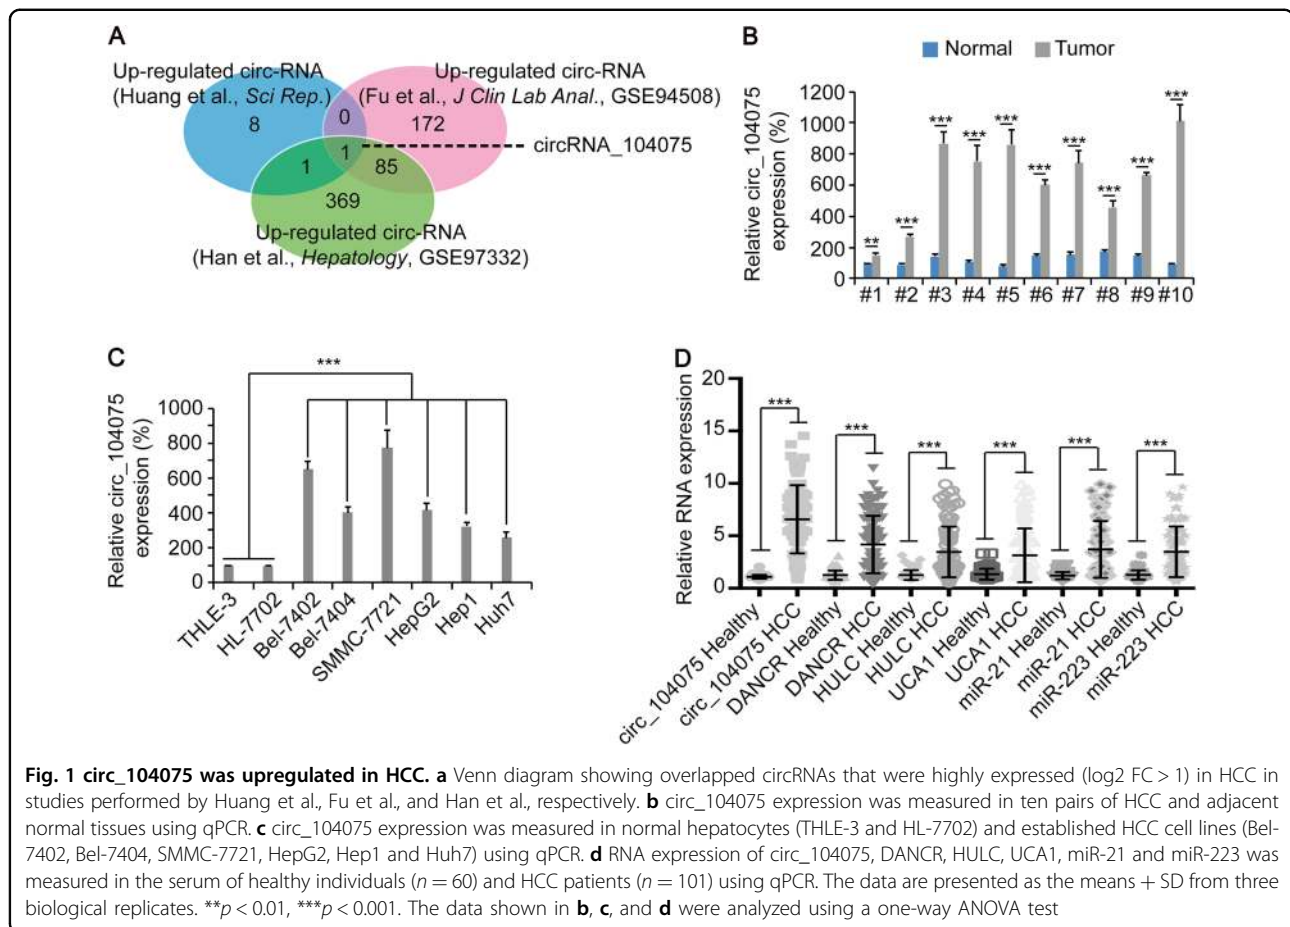 A
Up-regulated circ-RNA
(Huang et al., Sci Rep.)
Up-regulated circ-RNA
(Fu et al., J Clin Lab Anal., GSE94508)
8
0
172
1
1
85
circRNA_104075
369
Up-regulated circ-RNA
(Han et al., Hepatology, GSE97332)
B
Normal
Tumor
Relative circ_104075
expression (%)
1200
1000
800
600
400
200
0
**
***
***
***
***
***
***
***
***
***
#1 #2 #3 #4 #5 #6 #7 #8 #9 #10
C
Relative circ_104075
expression (%)
1000
800
600
400
200
0
***
THLE-3
HL-7702
Bel-7402
Bel-7404
SMMC-7721
HepG2
Hep1
Huh7
D
Relative RNA expression
20
15
10
5
0
***
***
***
***
***
***
circ_104075 Healthy
circ_104075 HCC
DANCR Healthy
DANCR HCC
HULC Healthy
HULC HCC
UCA1 Healthy
UCA1 HCC
miR-21 Healthy
miR-21 HCC
miR-223 Healthy
miR-223 HCC
Fig. 1 circ_104075 was upregulated in HCC. a Venn diagram showing overlapped circRNAs that were highly expressed (log2 FC > 1) in HCC in
studies performed by Huang et al., Fu et al., and Han et al., respectively. b circ_104075 expression was measured in ten pairs of HCC and adjacent
normal tissues using qPCR. c circ_104075 expression was measured in normal hepatocytes (THLE-3 and HL-7702) and established HCC cell lines (Bel-
7402, Bel-7404, SMMC-7721, HepG2, Hep1 and Huh7) using qPCR. d RNA expression of circ_104075, DANCR, HULC, UCA1, miR-21 and miR-223 was
measured in the serum of healthy individuals (n = 60) and HCC patients (n = 101) using qPCR. The data are presented as the means + SD from three
biological replicates. **p < 0.01, ***p < 0.001. The data shown in b, c, and d were analyzed using a one-way ANOVA test